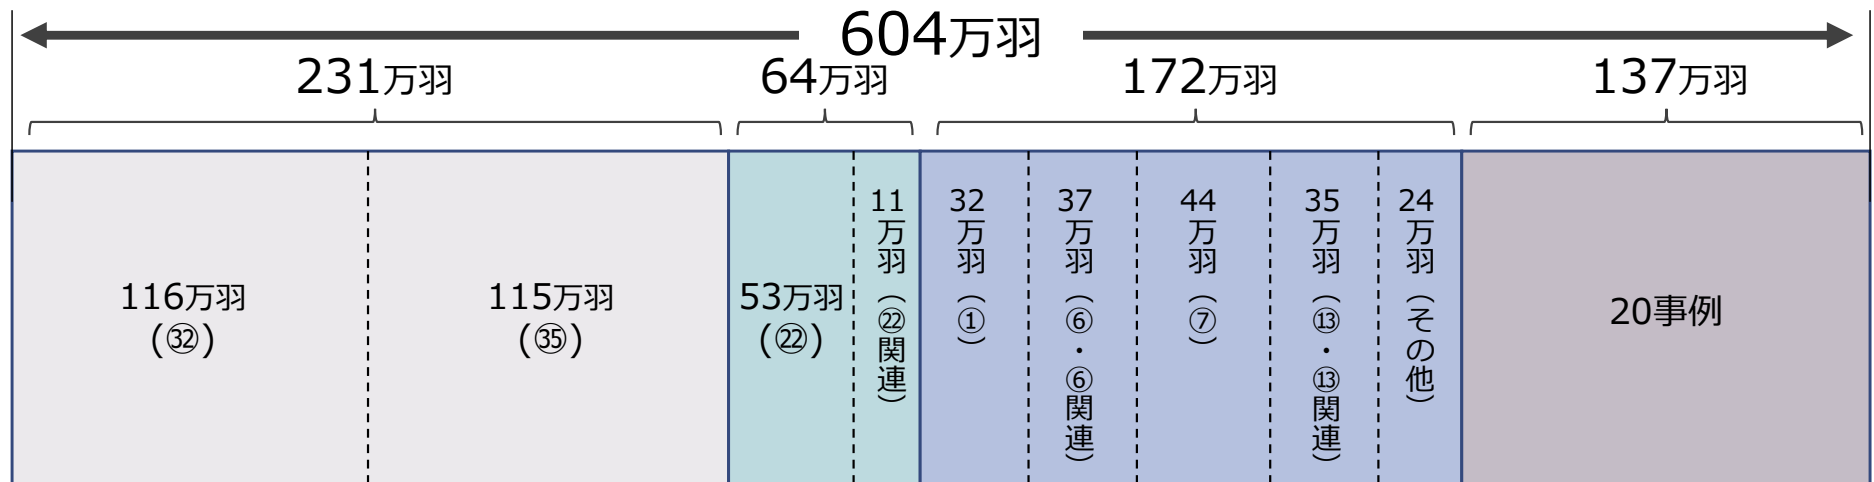 604万羽
231万羽
64万羽
172万羽
137万羽
116万羽
(㉜)
115万羽
(㉟)
53万羽
(㉒)
11万羽（㉒関連）
32万羽（①）
37万羽（⑥・⑥関連）
44万羽（⑦）
35万羽（⑬・⑬関連）
24万羽（その他）
20事例